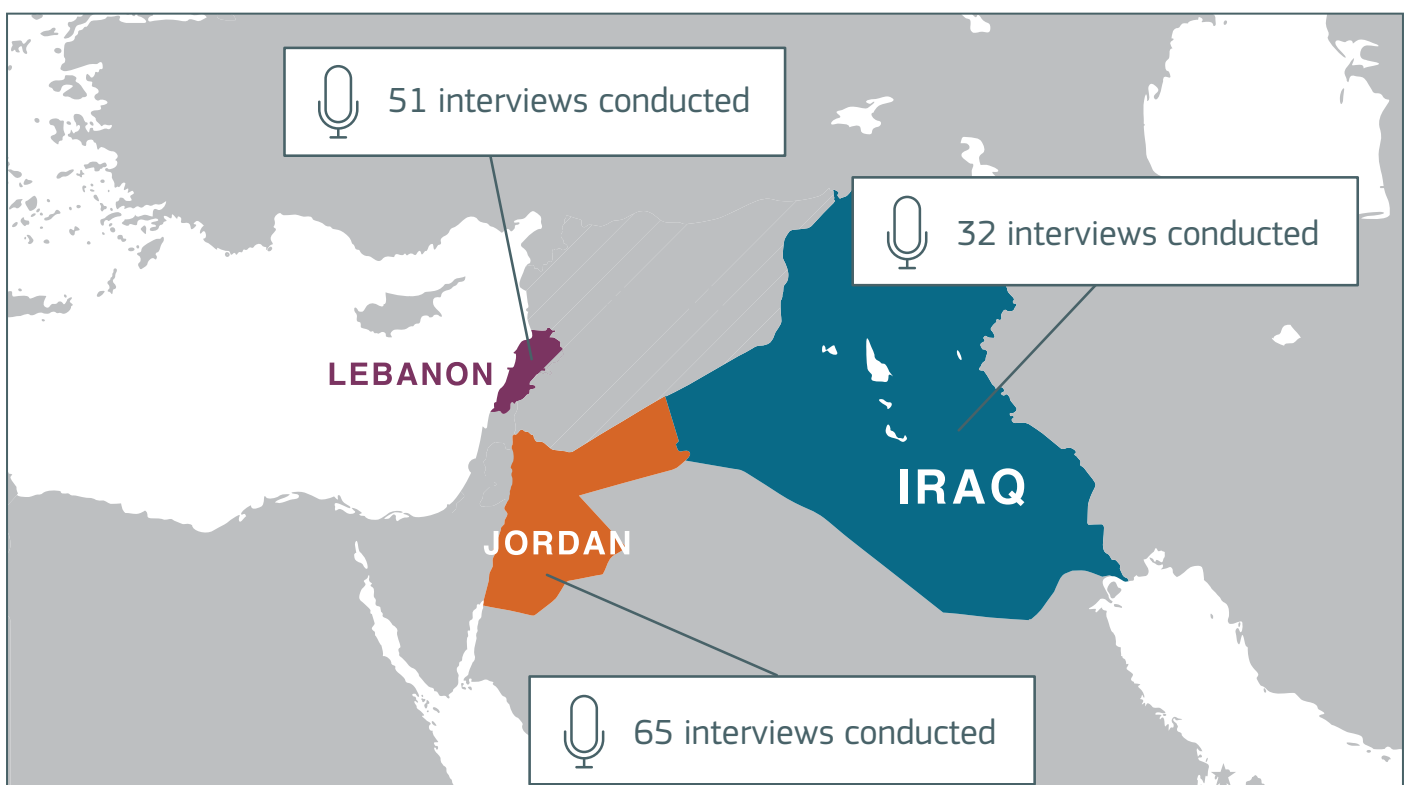 51 interviews conducted
32 interviews conducted
LEBANON
IRAQ
JORDAN
65 interviews conducted